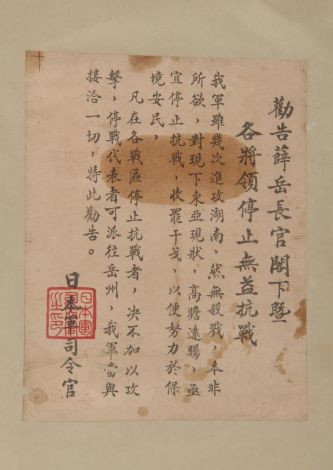 勸告薛岳長官閣下暨
各將領停止無益抗戰
我軍雖幾次進攻湖南，然無殺戮，本非
所欲，對現下東亞現狀，高瞻遠矚，亟
宜停止抗戰，收罷干戈，以便努力於保
境安民，
凡在各戰區停止抗戰者，決不加以攻
擊，停戰代表者可派往岳州，我軍當與
接洽一切，特此勸告。
日本軍司令官